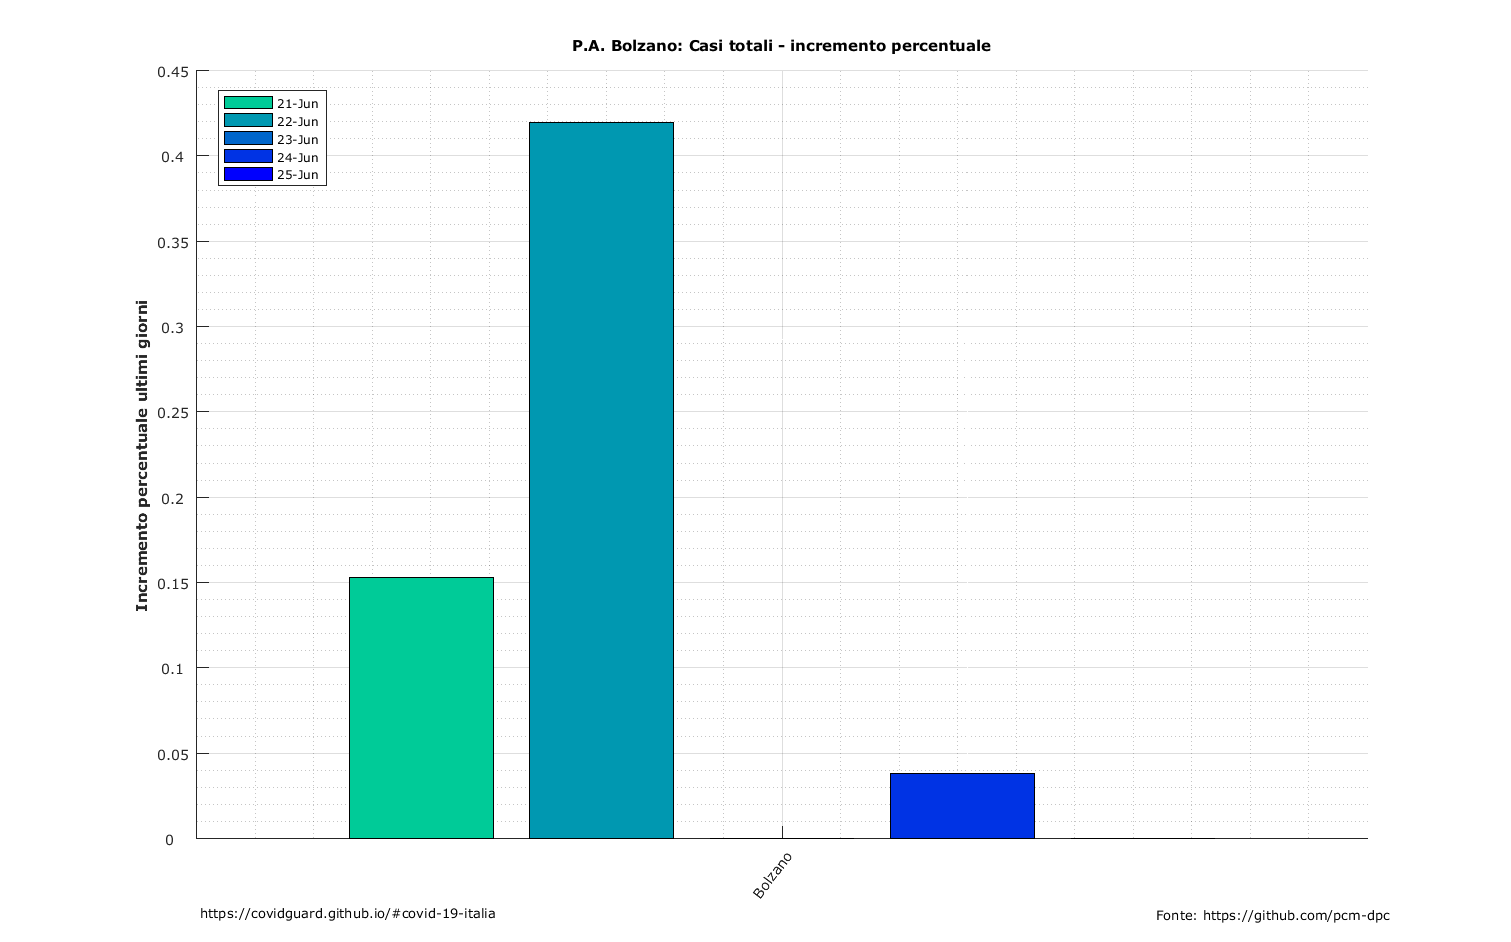 P.A. Bolzano: Casi totali - incremento percentuale
Incremento percentuale ultimi giorni
0.45
0.4
0.35
0.3
0.25
0.2
0.15
0.1
0.05
0
21-Jun
22-Jun
23-Jun
24-Jun
25-Jun
Bolzano
https://covidguard.github.io/#covid-19-italia
Fonte: https://github.com/pcm-dpc